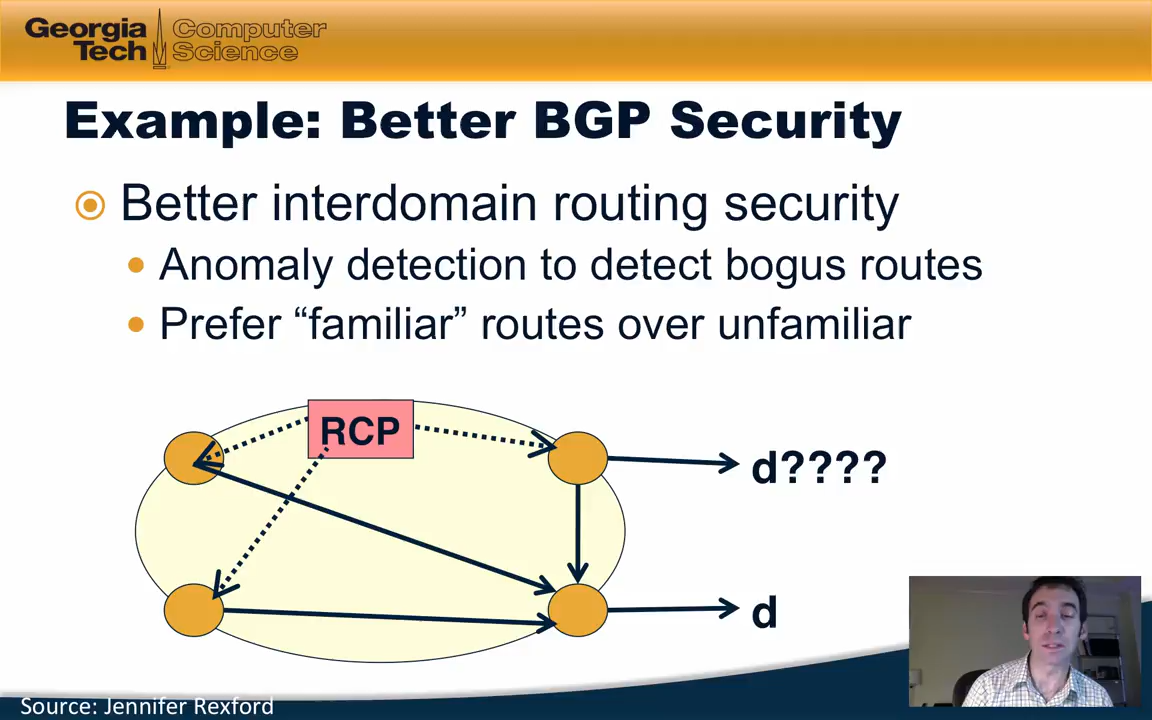 Georgia Tech
Computer Science
Example: Better BGP Security
Better interdomain routing security
Anomaly detection to detect bogus routes
Prefer “familiar” routes over unfamiliar
RCP
d????
d
Source: Jennifer Rexford